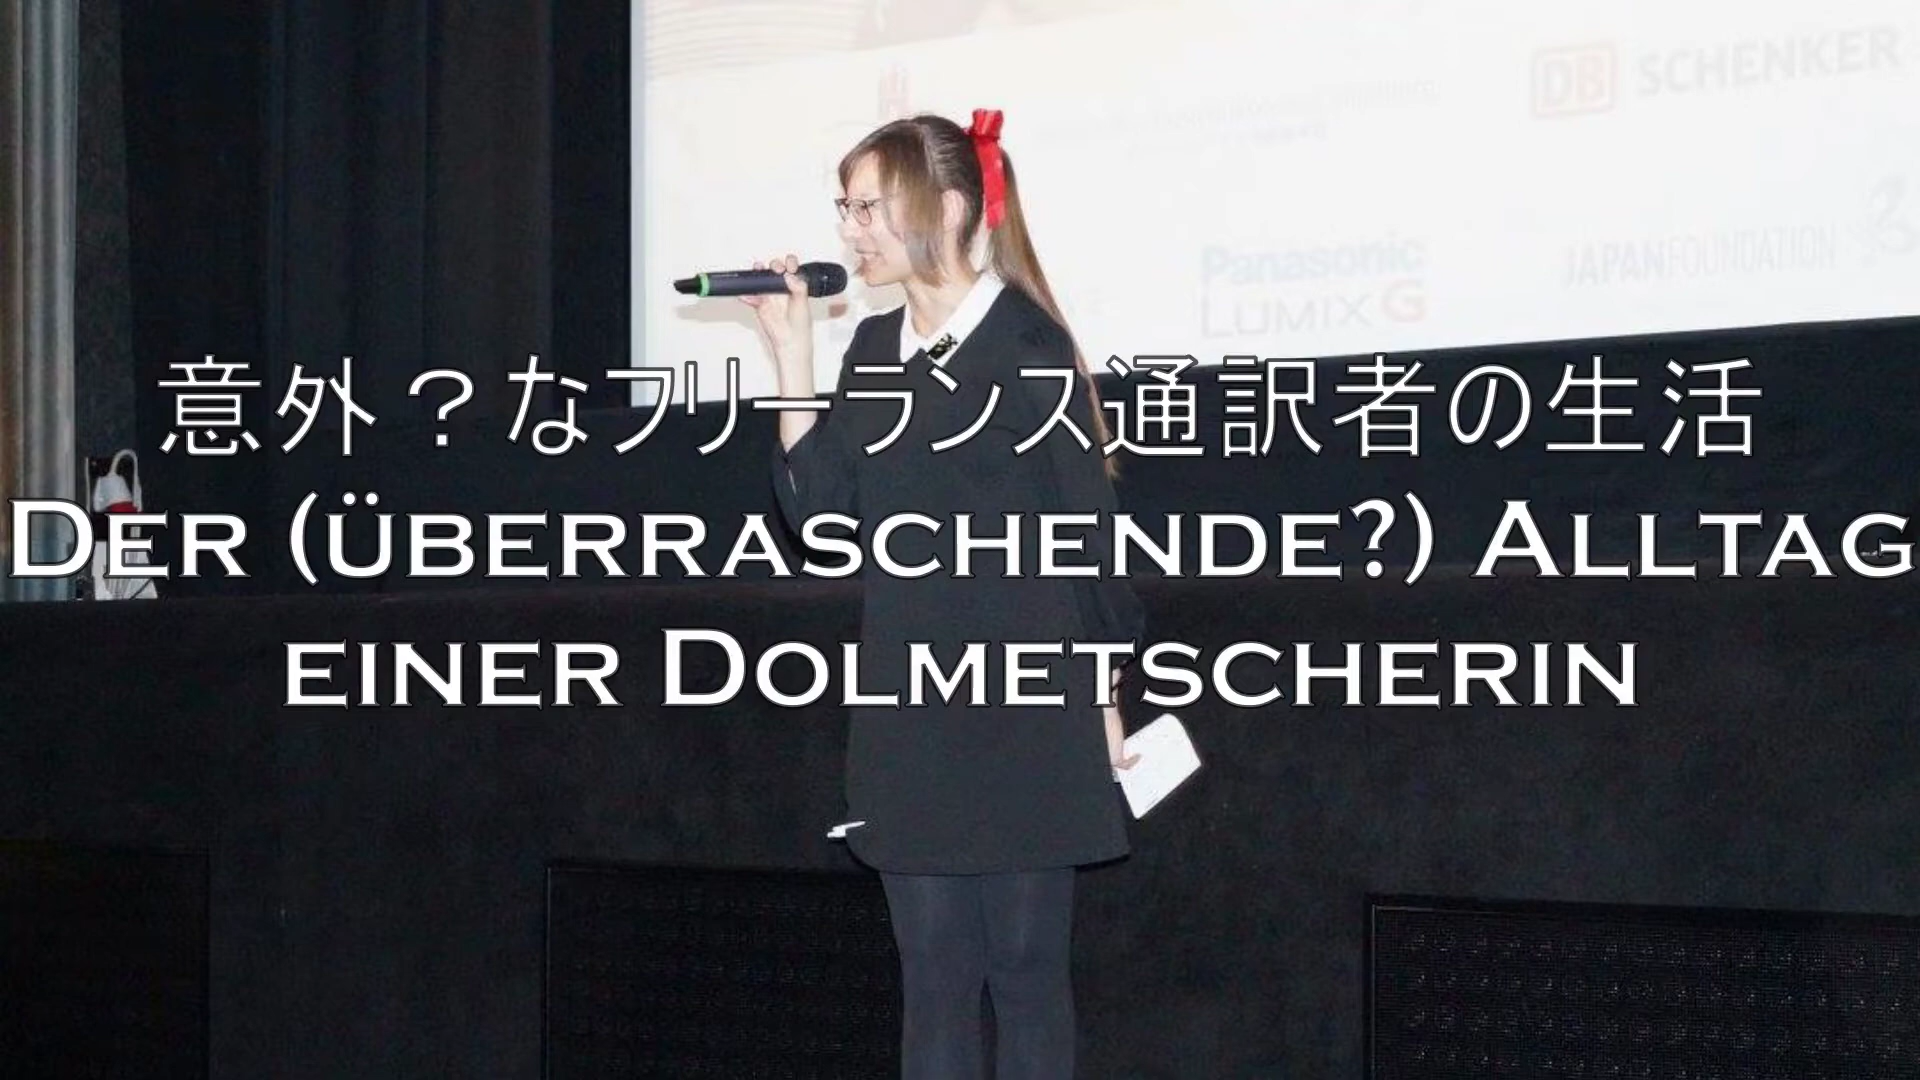 DB SCHENKER
Panasonic
LUMIX G
JAPANFOUNDATION
意外？なフリーランス通訳者の生活
DER (ÜBERRASCHENDE?) ALLTAG
EINER DOLMETSCHERIN